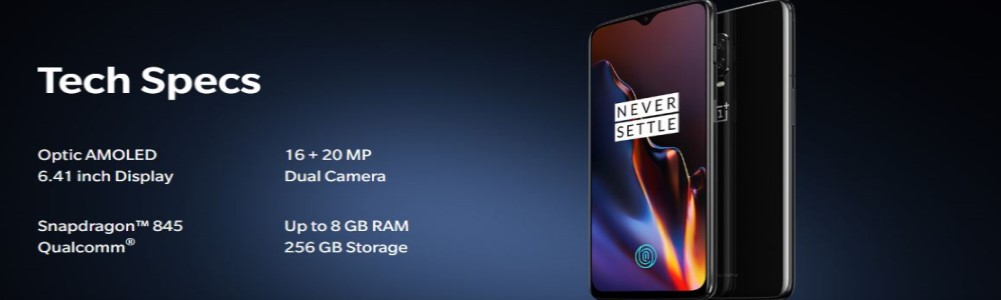 Tech Specs
Optic AMOLED
6.41 inch Display
16 + 20 MP
Dual Camera
Snapdragon™ 845
Qualcomm®
Up to 8 GB RAM
256 GB Storage
NEVER
SETTLE